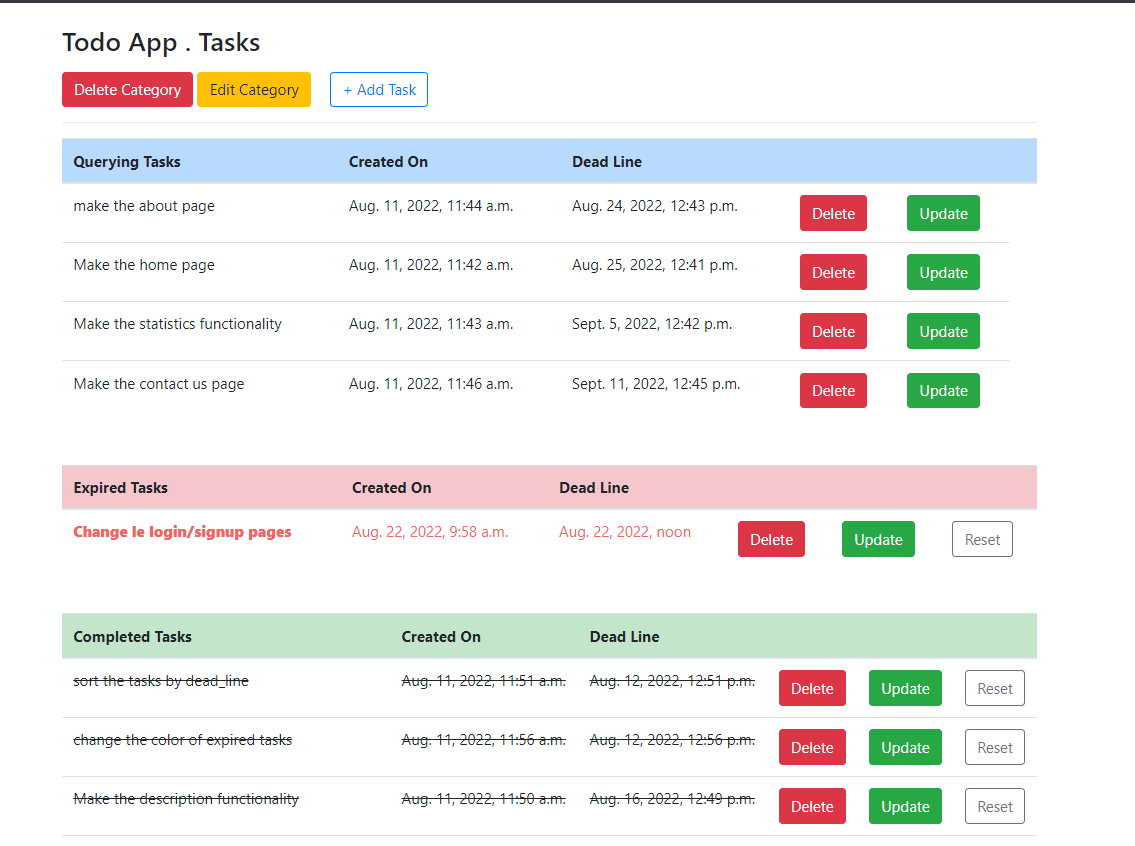 Todo App . Tasks
Delete Category Edit Category + Add Task
Querying Tasks Created On Dead Line
make the about page Aug. 11, 2022, 11:44 a.m. Aug. 24, 2022, 12:43 p.m. Delete Update
Make the home page Aug. 11, 2022, 11:42 a.m. Aug. 25, 2022, 12:41 p.m. Delete Update
Make the statistics functionality Aug. 11, 2022, 11:43 a.m. Sept. 5, 2022, 12:42 p.m. Delete Update
Make the contact us page Aug. 11, 2022, 11:46 a.m. Sept. 11, 2022, 12:45 p.m. Delete Update
Expired Tasks Created On Dead Line
Change le login/signup pages Aug. 22, 2022, 9:58 a.m. Aug. 22, 2022, noon Delete Update Reset
Completed Tasks Created On Dead Line
sort the tasks by dead_line Aug. 11, 2022, 11:51 a.m. Aug. 12, 2022, 12:51 p.m. Delete Update Reset
change the color of expired tasks Aug. 11, 2022, 11:56 a.m. Aug. 12, 2022, 12:56 p.m. Delete Update Reset
Make the description functionality Aug. 11, 2022, 11:50 a.m. Aug. 16, 2022, 12:49 p.m. Delete Update Reset